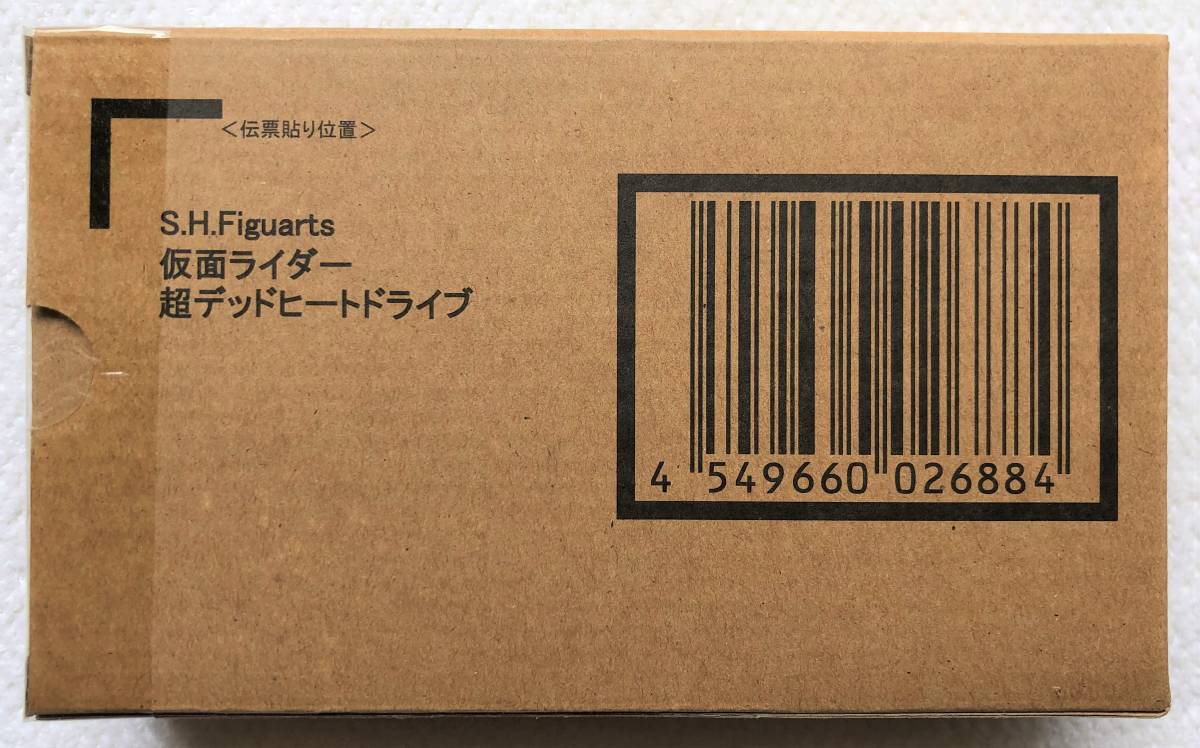 <伝票貼り位置>
S.H.Figuarts
仮面ライダー
超デッドヒートドライブ
4 549660 026884